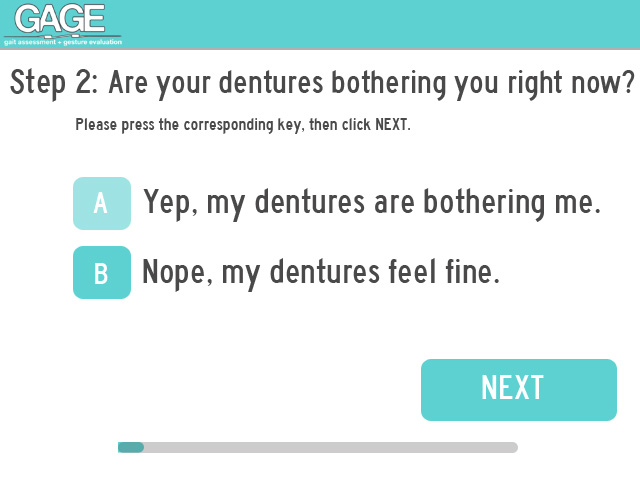 GAGE
gait assessment + gesture evaluation
Step 2: Are your dentures bothering you right now?
Please press the corresponding key, then click NEXT.
A Yep, my dentures are bothering me.
B Nope, my dentures feel fine.
NEXT